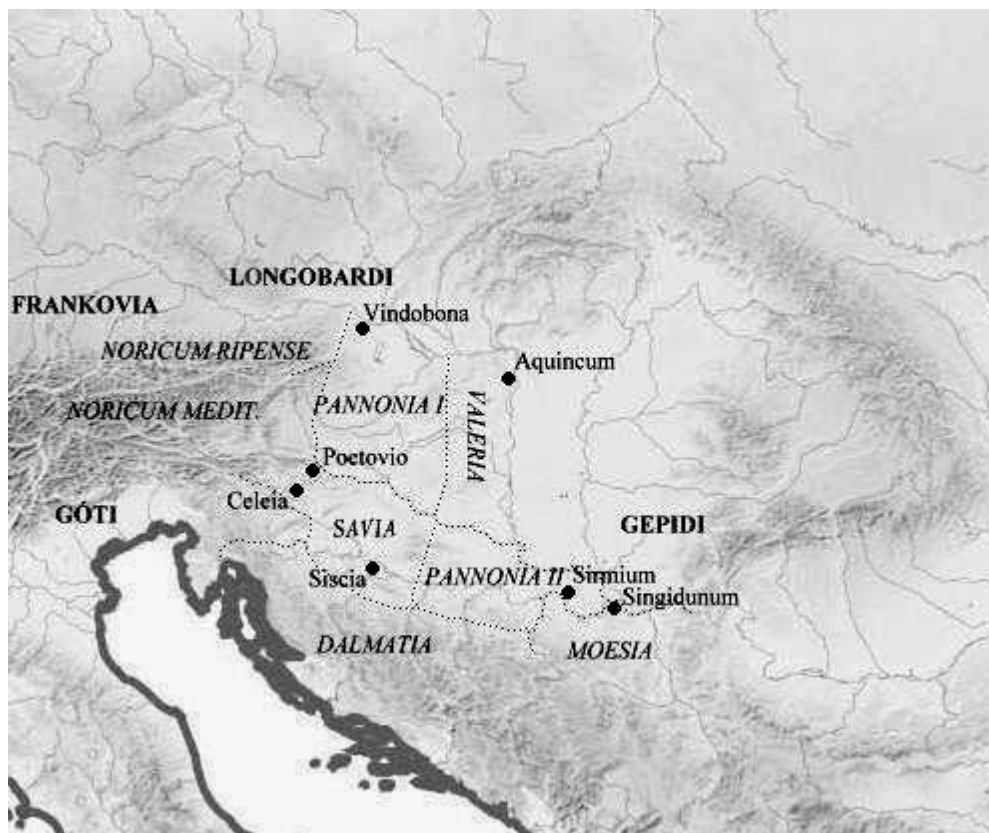 LONGOBARDI
FRANKOVIA
Vindobona
NORICUM RIPENSE
Aquincum
NORICUM MEDIT.
PANNONIA I
VALERIA
Poetovio
Celeia
GÓTI
SAVIA
GEPIDI
Siscia
PANNONIA II
Sirmium
Singidunum
DALMATIA
MOESIA